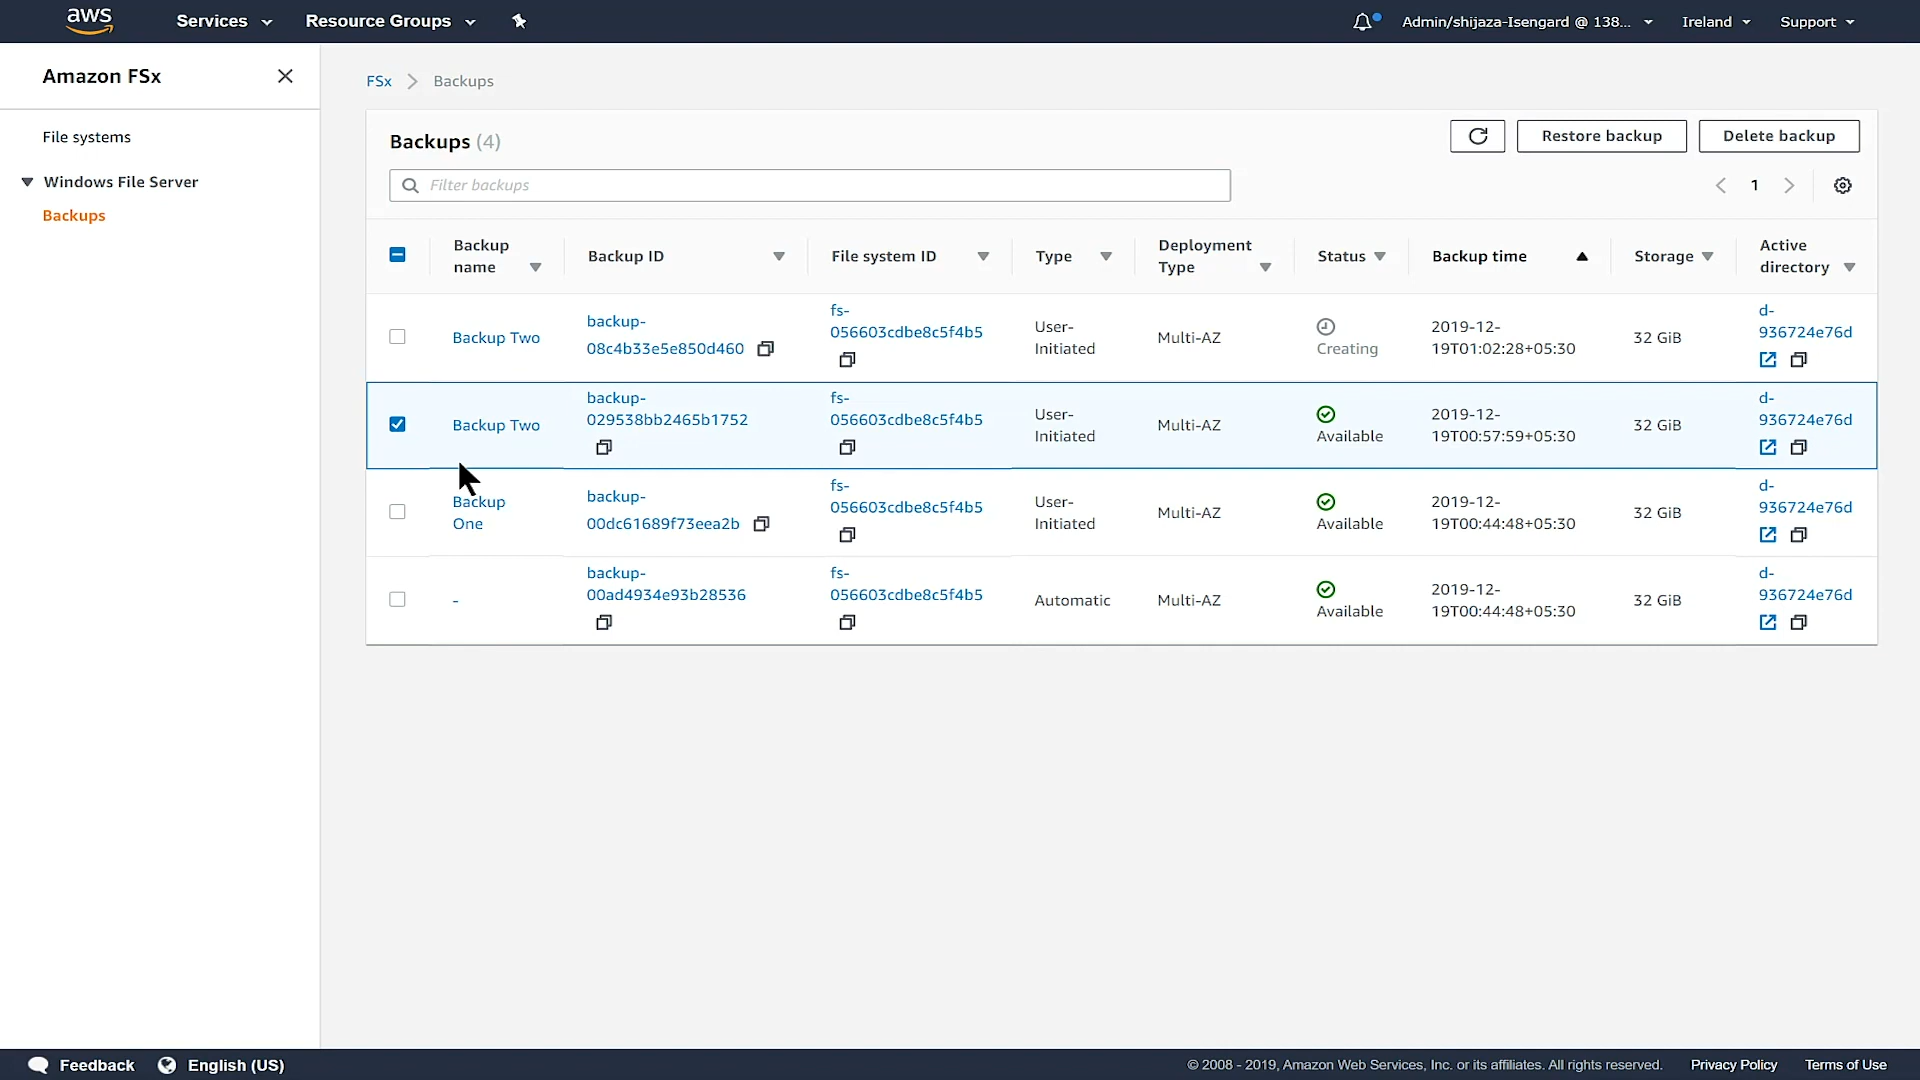 aws Services Resource Groups Admin/shijaza-Isengard @ 138... Ireland Support
Amazon FSx
File systems
Windows File Server
Backups
FSx Backups
Backups (4)
Restore backup Delete backup
Filter backups
1
Backup name Backup ID File system ID Type Deployment Type Status Backup time Storage Active directory
Backup Two backup-08c4b33e5e850d460 fs-056603cdbe8c5f4b5 User-Initiated Multi-AZ Creating 2019-12-19T01:02:28+05:30 32 GiB d-936724e76d
Backup Two backup-029538bb2465b1752 fs-056603cdbe8c5f4b5 User-Initiated Multi-AZ Available 2019-12-19T00:57:59+05:30 32 GiB d-936724e76d
Backup One backup-00dc61689f73eea2b fs-056603cdbe8c5f4b5 User-Initiated Multi-AZ Available 2019-12-19T00:44:48+05:30 32 GiB d-936724e76d
- backup-00ad4934e93b28536 fs-056603cdbe8c5f4b5 Automatic Multi-AZ Available 2019-12-19T00:44:48+05:30 32 GiB d-936724e76d
Feedback English (US) © 2008 - 2019, Amazon Web Services, Inc. or its affiliates. All rights reserved. Privacy Policy Terms of Use